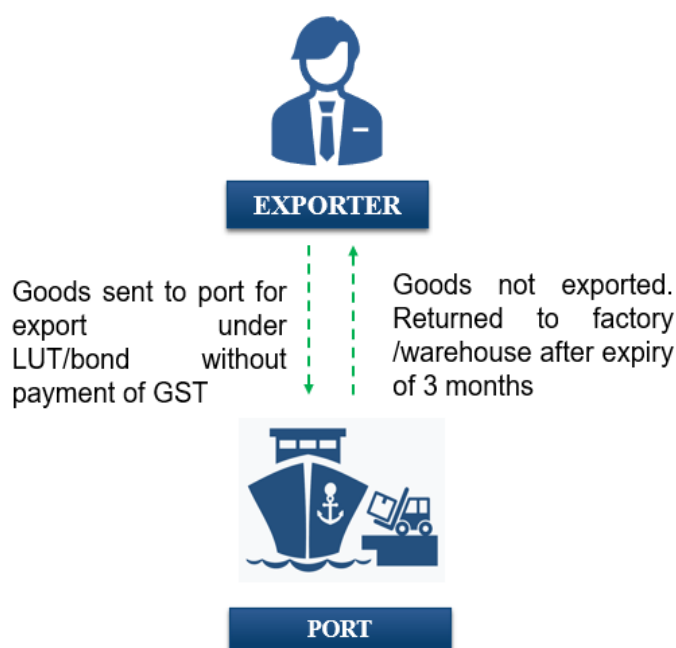 EXPORTER
Goods sent to port for
export under
LUT/bond without
payment of GST
Goods not exported.
Returned to factory
/warehouse after expiry
of 3 months
PORT